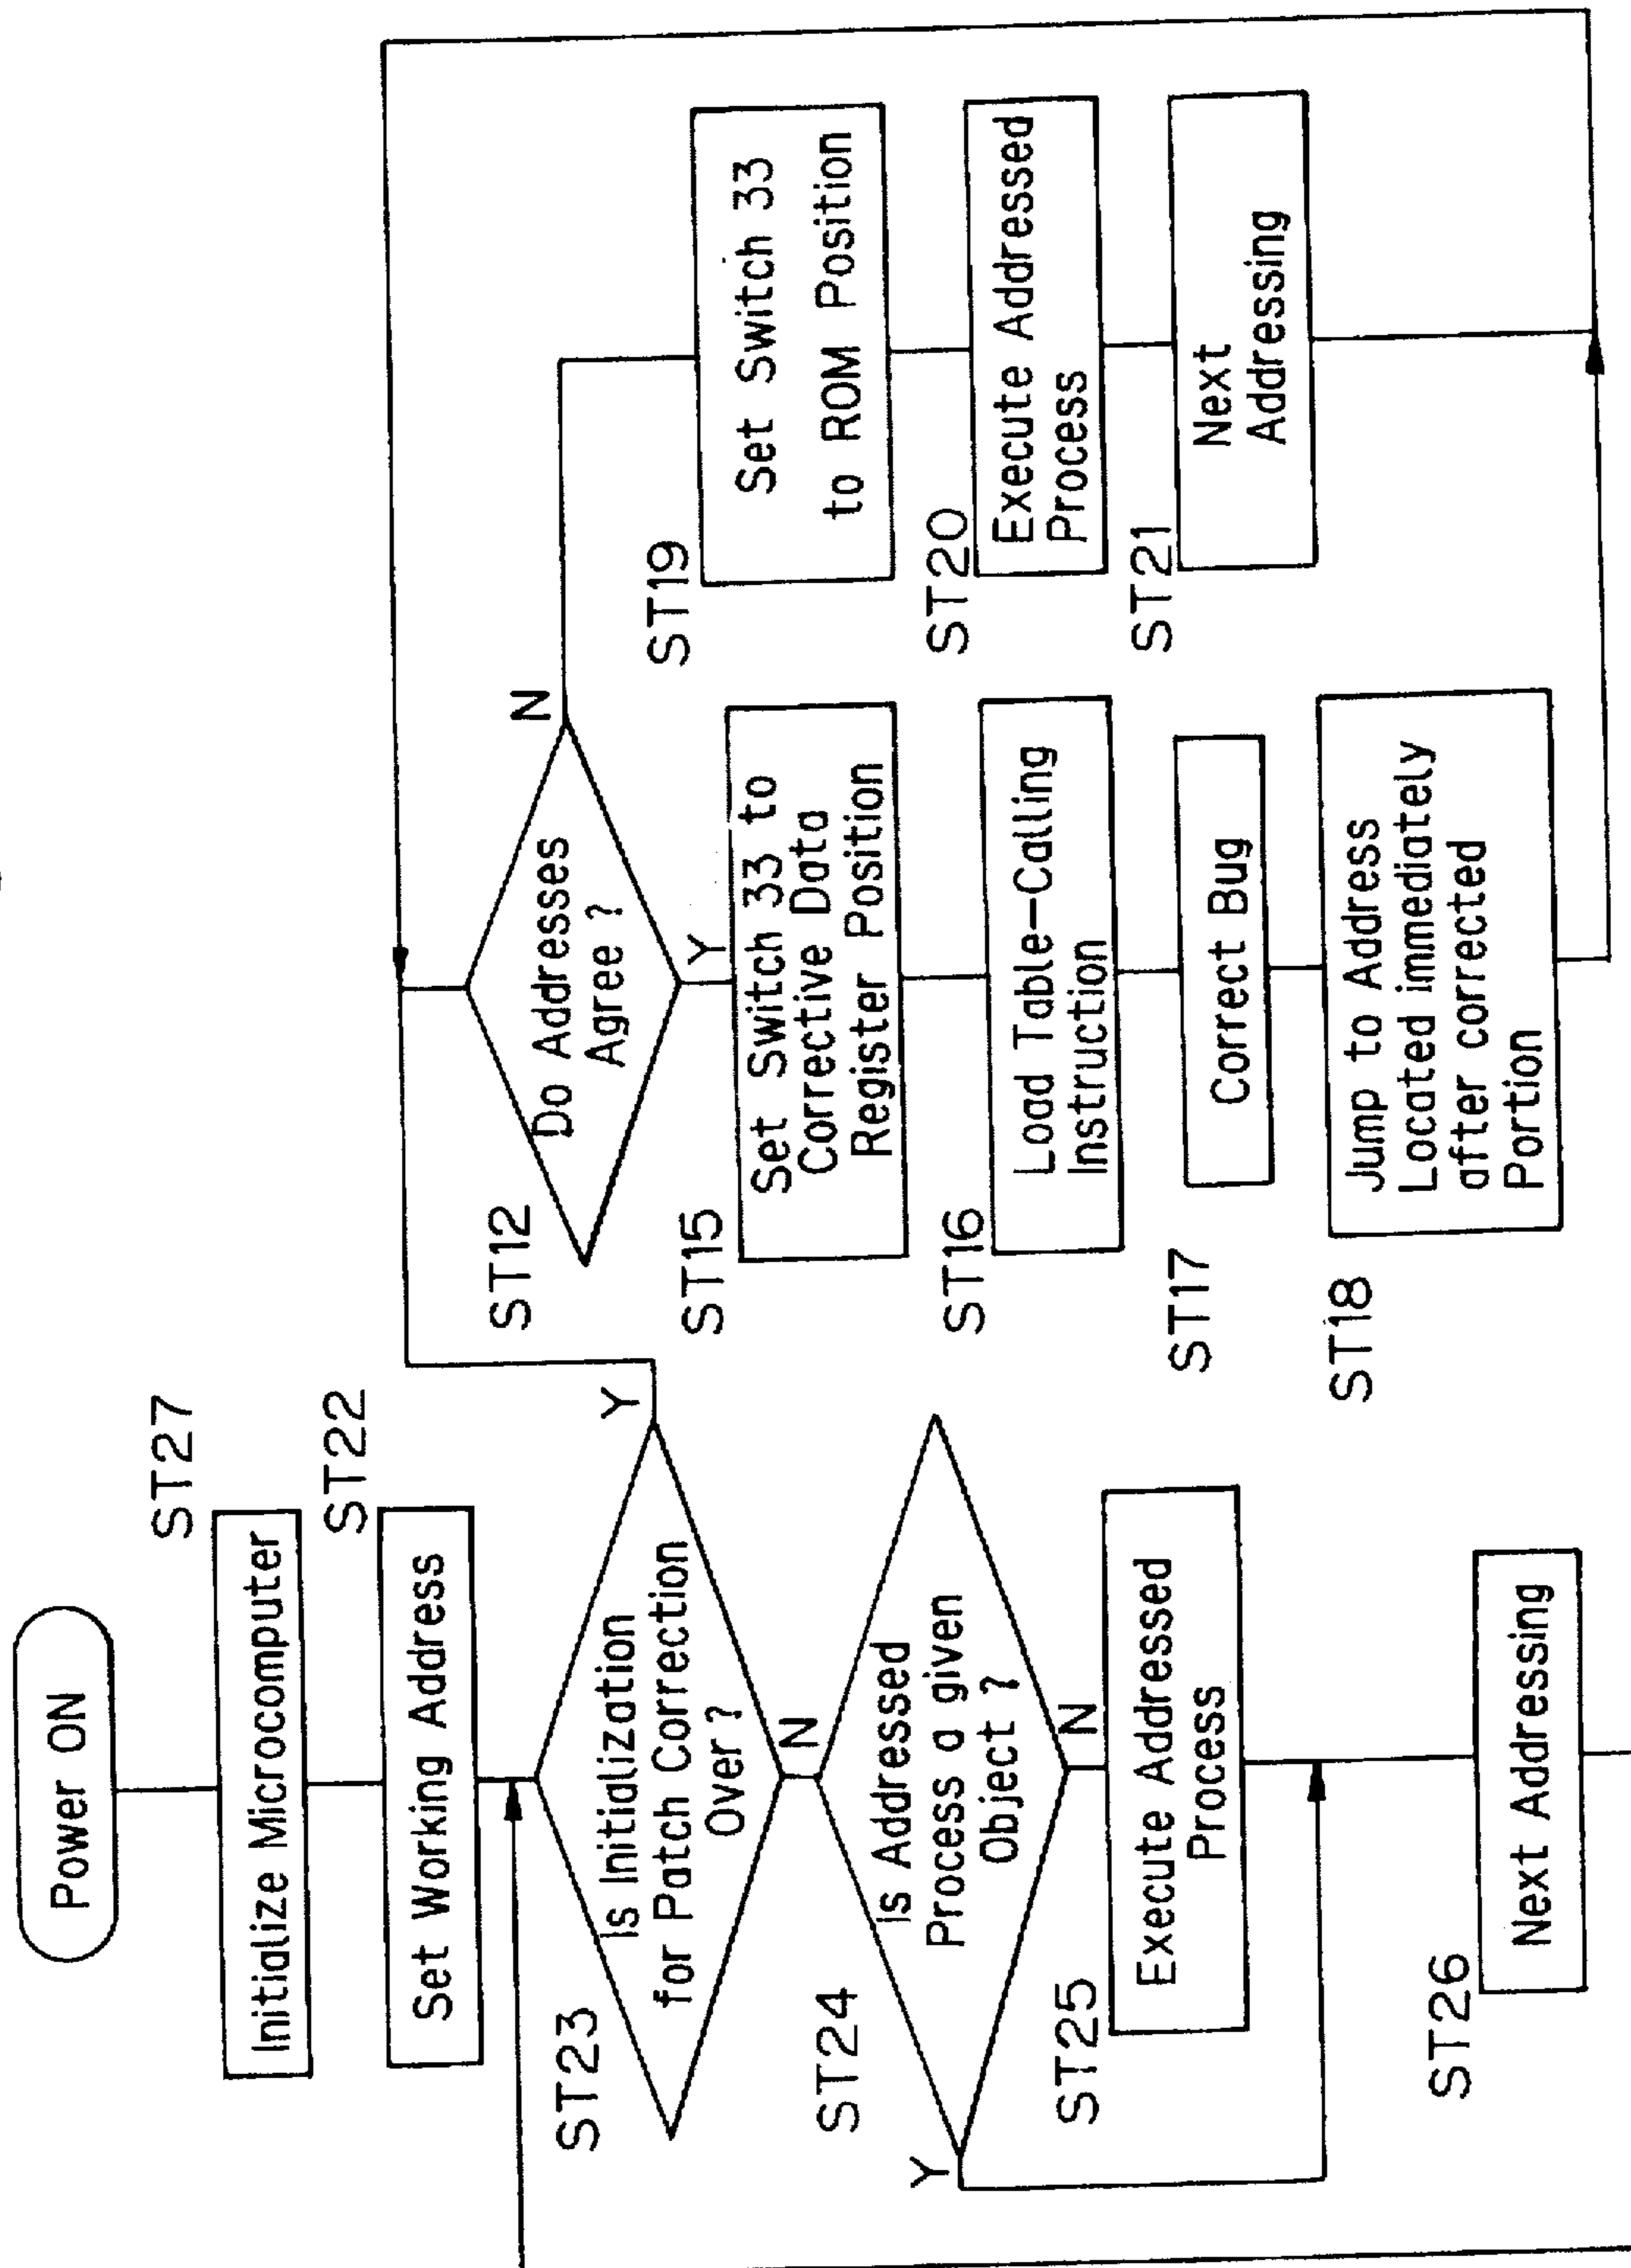 Power ON
ST27
Initialize Microcomputer
ST22
Set Working Address
ST23
Is Initialization
for Patch Correction
Over ?
Y
N
ST24
is Addressed
Process a given
Object ?
Y
N
ST25
Execute Addressed
Process
ST26
Next Addressing
ST12
Do Addresses
Agree ?
N
Y
ST15
Set Switch 33 to
Corrective Data
Register Position
ST16
Load Table-Calling
Instruction
ST17
Correct Bug
ST18
Jump to Address
Located immediately
after corrected
Portion
ST19
Set Switch 33
to ROM Position
ST20
Execute Addressed
Process
ST21
Next
Addressing